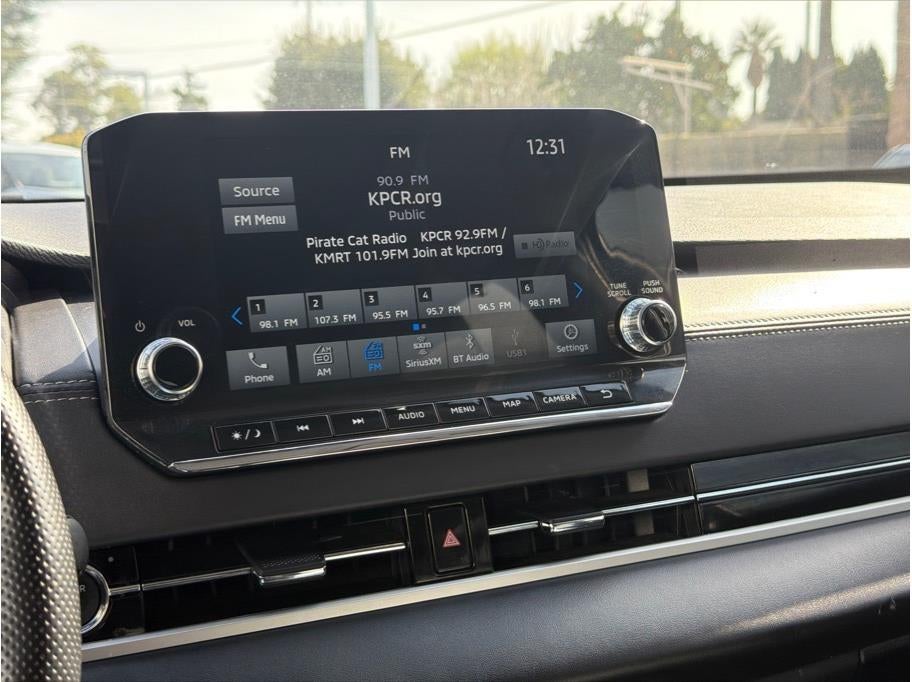 FM
12:31
Source
90.9 FM
KPCR.org
FM Menu
Public
Pirate Cat Radio KPCR 92.9FM /
KMRT 101.9FM Join at kpcr.org
HD Radio
TUNE
SCROLL
PUSH
SOUND
1 2 3 4 5 6
98.1 FM 107.3 FM 95.5 FM 95.7 FM 96.5 FM 98.1 FM
VOL
Phone
AM
AM
FM
sxm
SiriusXM
BT Audio
USB1
Settings
AUDIO MENU MAP CAMERA